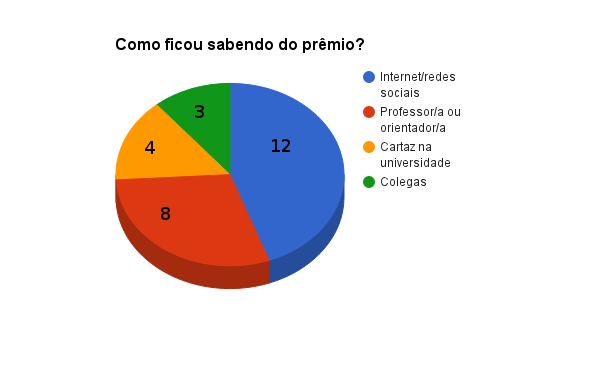 Como ficou sabendo do prêmio?
Internet/redes
sociais
Professor/a ou
orientador/a
Cartaz na
universidade
Colegas
3
12
4
8